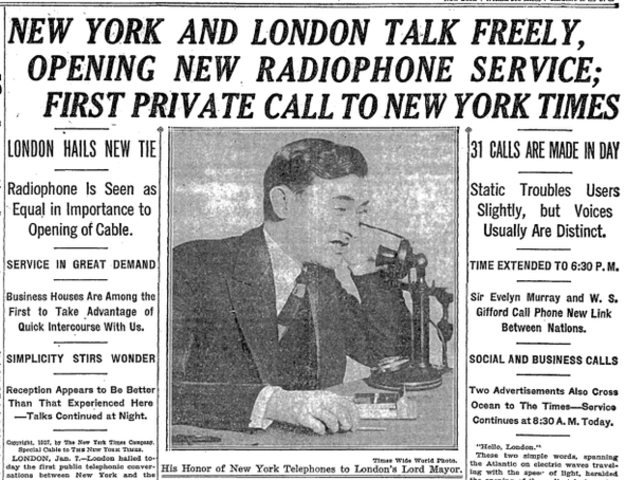 NEW YORK AND LONDON TALK FREELY,
OPENING NEW RADIOPHONE SERVICE;
FIRST PRIVATE CALL TO NEW YORK TIMES
LONDON HAILS NEW TIE
Radiophone Is Seen as
Equal in Importance to
Opening of Cable.
SERVICE IN GREAT DEMAND
Business Houses Are Among the
First to Take Advantage of
Quick Intercourse With Us.
SIMPLICITY STIRS WONDER
Reception Appears to Be Better
Than That Experienced Here
—Talks Continued at Night.
Copyright, 1927, by The New York Times Company.
Special Cable to THE NEW YORK TIMES.
LONDON, Jan. 7.—London hailed to-
day the first public telephonic conver-
sations between New York and the
Times Wide World Photo.
His Honor of New York Telephones to London's Lord Mayor.
31 CALLS ARE MADE IN DAY
Static Troubles Users
Slightly, but Voices
Usually Are Distinct.
TIME EXTENDED TO 6:30 P. M.
Sir Evelyn Murray and W. S.
Gifford Call Phone New Link
Between Nations.
SOCIAL AND BUSINESS CALLS
Two Advertisements Also Cross
Ocean to The Times—Service
Continues at 8:30 A. M. Today.
"Hello, London."
These two simple words, spanning
the Atlantic on electric waves travel-
ing with the speed of light, heralded